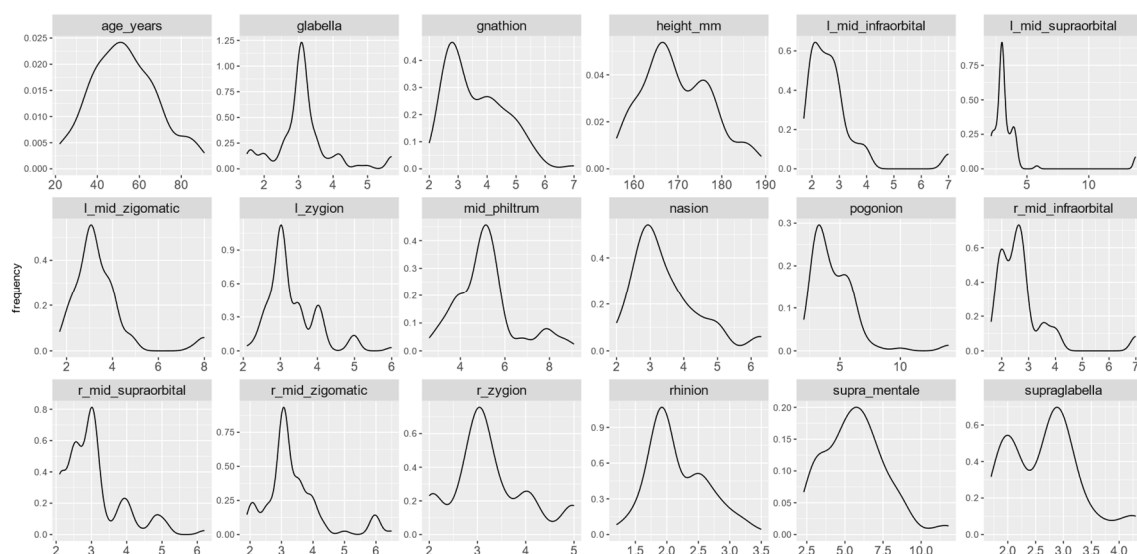 age_years glabella gnathion height_mm l_mid_infraorbital l_mid_supraorbital
0.025 0.020 0.015 0.010 0.005 0.000
1.25 1.00 0.75 0.50 0.25 0.00
0.4 0.3 0.2 0.1 0.0
0.04 0.02 0.00
0.6 0.4 0.2 0.0
0.75 0.50 0.25 0.00
20 40 60 80
2 3 4 5
2 3 4 5 6 7
160 170 180 190
2 3 4 5 6 7
5 10
l_mid_zigomatic l_zygion mid_philtrum nasion pogonion r_mid_infraorbital
frequency
0.4 0.2 0.0
0.9 0.6 0.3 0.0
0.4 0.3 0.2 0.1 0.0
0.4 0.2 0.0
0.3 0.2 0.1 0.0
0.6 0.4 0.2 0.0
2 4 6 8
2 3 4 5 6
4 6 8
2 3 4 5 6
5 10
2 3 4 5 6 7
r_mid_supraorbital r_mid_zigomatic r_zygion rhinion supra_mentale supraglabella
0.8 0.6 0.4 0.2 0.0
0.75 0.50 0.25 0.00
0.6 0.4 0.2 0.0
0.9 0.6 0.3 0.0
0.20 0.15 0.10 0.05 0.00
0.6 0.4 0.2 0.0
2 3 4 5 6
2 3 4 5 6
2 3 4 5
1.5 2.0 2.5 3.0 3.5
2.5 5.0 7.5 10.0
2 3 4